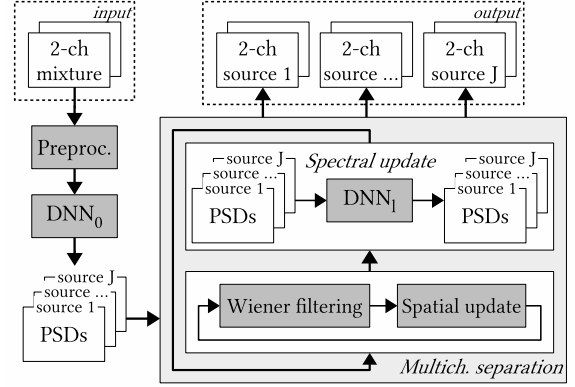 input
2-ch
mixture
Preproc.
DNN0
source J
source ...
source 1
PSDs
output
2-ch
source 1
2-ch
source ...
2-ch
source J
Spectral update
source J
source ...
source 1
PSDs
DNNl
source J
source ...
source 1
PSDs
Wiener filtering
Spatial update
Multich. separation